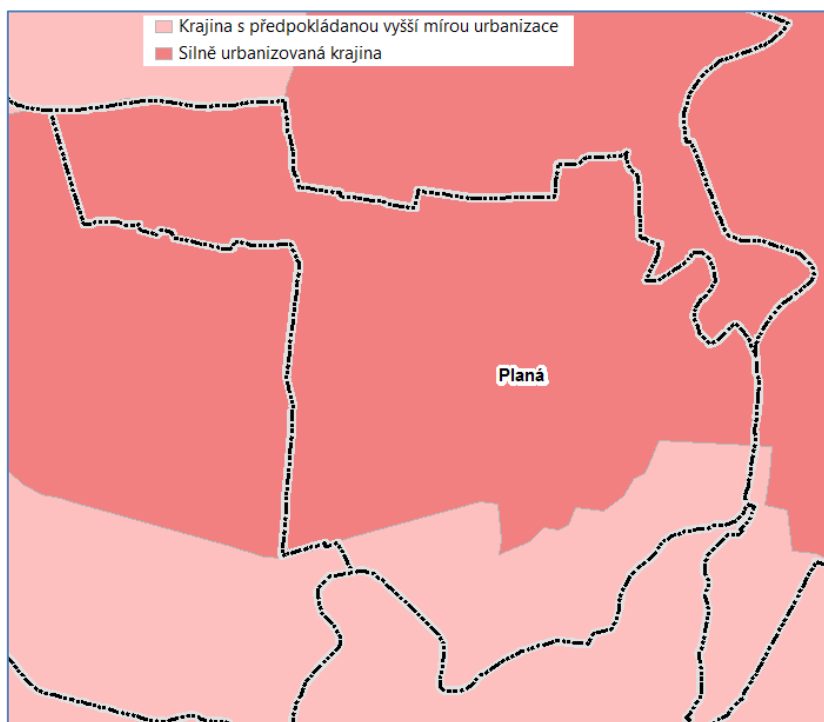 Krajina s předpokládanou vyšší mírou urbanizace
Silně urbanizovaná krajina
Planá